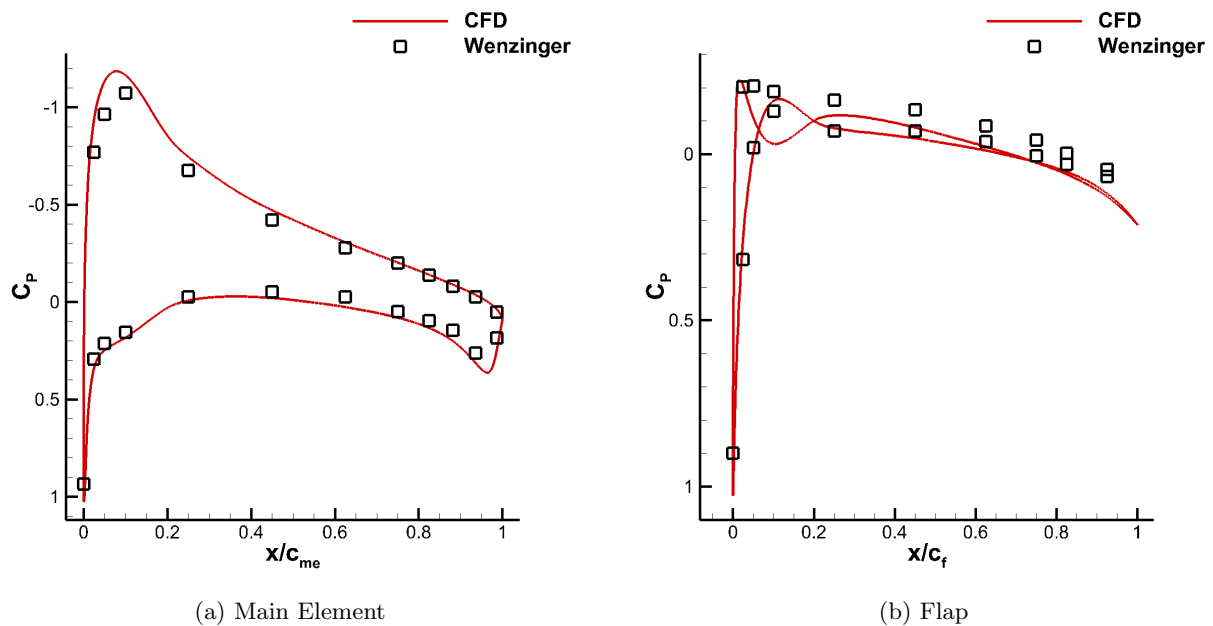 CFD
Wenzinger
-1
-0.5
0
0.5
1
C_P
0 0.2 0.4 0.6 0.8 1
x/c_me
(a) Main Element
CFD
Wenzinger
0
0.5
1
C_P
0 0.2 0.4 0.6 0.8 1
x/c_f
(b) Flap